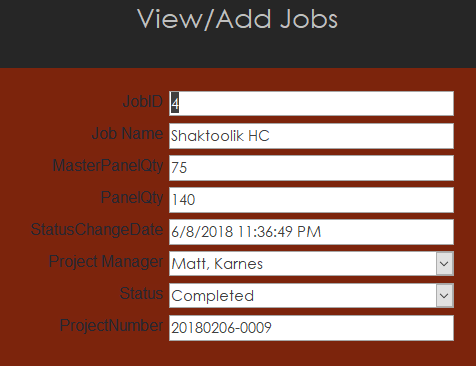 View/Add Jobs
JobID 4
Job Name Shaktoolik HC
MasterPanelQty 75
PanelQty 140
StatusChangeDate 6/8/2018 11:36:49 PM
Project Manager Matt, Karnes
Status Completed
ProjectNumber 20180206-0009